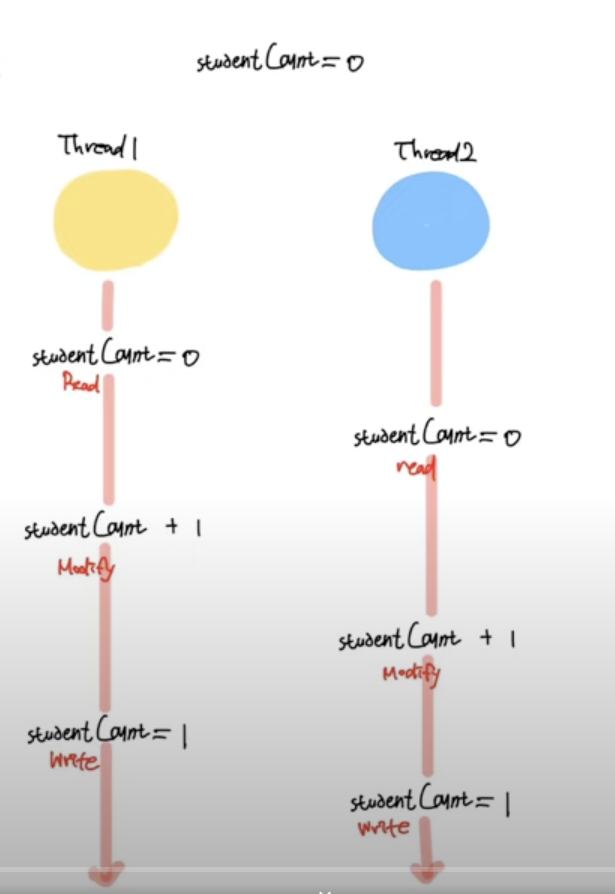 studentCount = 0
Thread1
Thread2
studentCount = 0
Read
studentCount = 0
read
studentCount + 1
Modify
studentCount + 1
Modify
studentCount = 1
Write
studentCount = 1
Write